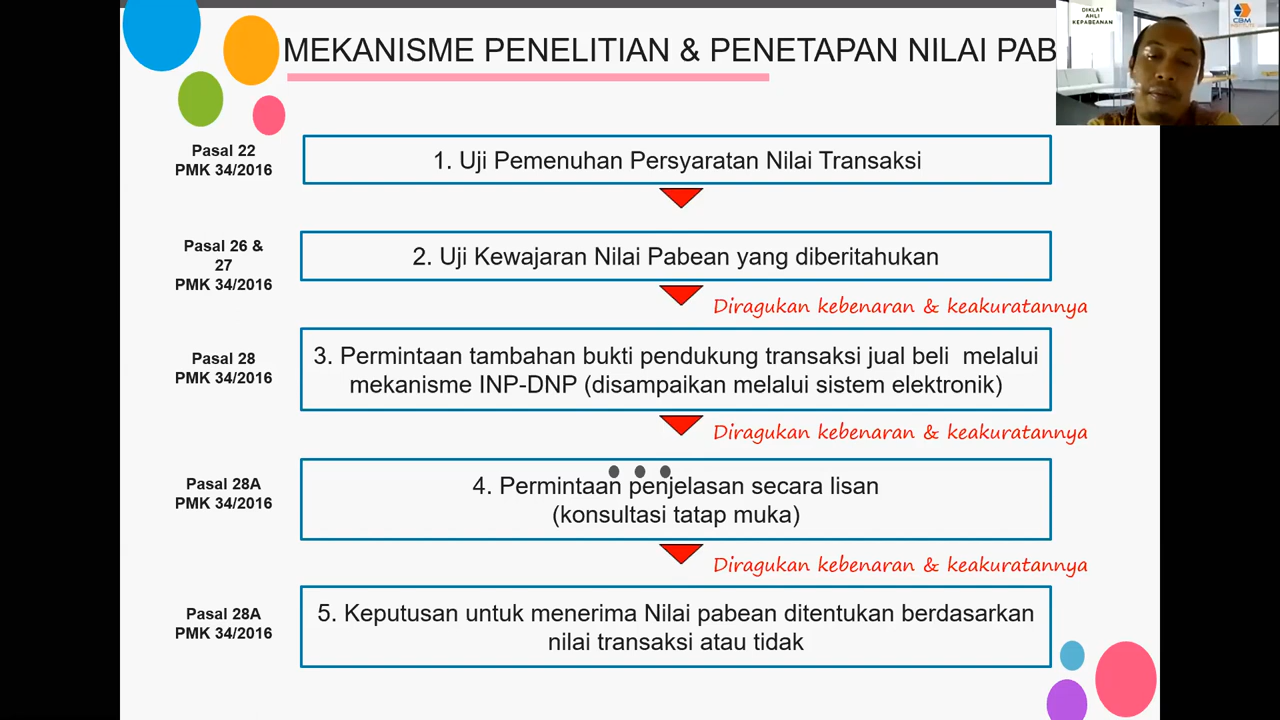 MEKANISME PENELITIAN & PENETAPAN NILAI PAB
DIKLAT
AHLI
KEPABEANAN
CBM
Pasal 22
PMK 34/2016
1. Uji Pemenuhan Persyaratan Nilai Transaksi
Pasal 26 &
27
PMK 34/2016
2. Uji Kewajaran Nilai Pabean yang diberitahukan
Diragukan kebenaran & keakuratannya
Pasal 28
PMK 34/2016
3. Permintaan tambahan bukti pendukung transaksi jual beli melalui
mekanisme INP-DNP (disampaikan melalui sistem elektronik)
Diragukan kebenaran & keakuratannya
Pasal 28A
PMK 34/2016
4. Permintaan penjelasan secara lisan
(konsultasi tatap muka)
Diragukan kebenaran & keakuratannya
Pasal 28A
PMK 34/2016
5. Keputusan untuk menerima Nilai pabean ditentukan berdasarkan
nilai transaksi atau tidak